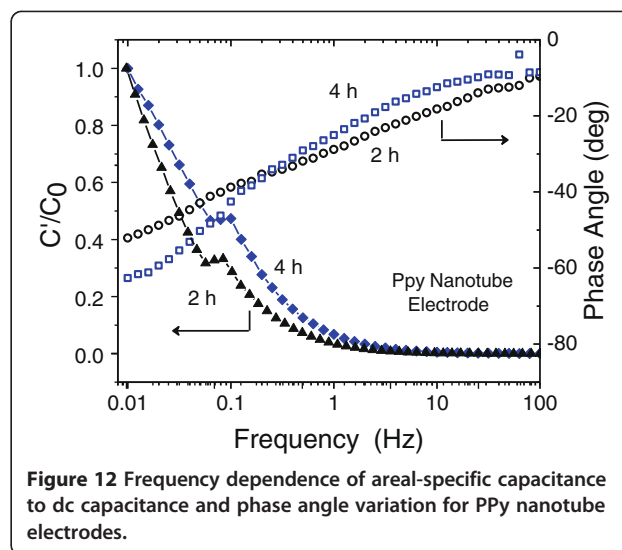 1.0
0.8
0.6
0.4
0.2
0.0
C'/C0
0
-20
-40
-60
-80
Phase Angle (deg)
4 h
2 h
4 h
2 h
Ppy Nanotube
Electrode
0.01
0.1
1
10
100
Frequency (Hz)
Figure 12 Frequency dependence of areal-specific capacitance
to dc capacitance and phase angle variation for PPy nanotube
electrodes.